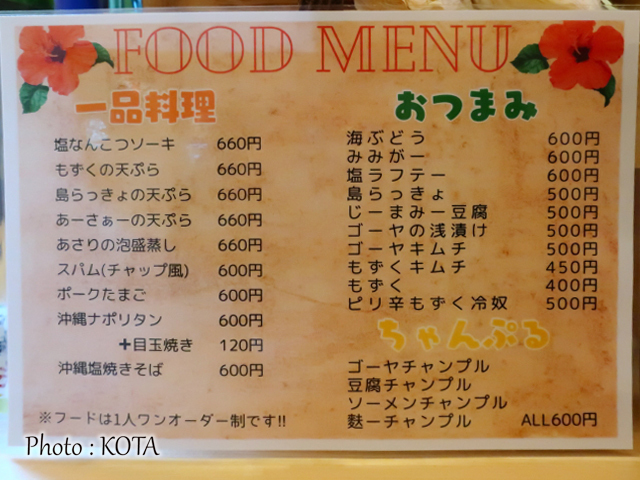 FOOD MENU
一品料理
塩なんこつソーキ 660円
もずくの天ぷら 660円
島らっきょの天ぷら 660円
あーさぁーの天ぷら 660円
あさりの泡盛蒸し 660円
スパム(チャップ風) 600円
ポークたまご 600円
沖縄ナポリタン 600円
+目玉焼き 120円
沖縄塩焼きそば 600円
※フードは1人ワンオーダー制です!!
おつまみ
海ぶどう 600円
みみがー 600円
塩ラフテー 600円
島らっきょ 500円
じーまみー豆腐 500円
ゴーヤの浅漬け 500円
ゴーヤキムチ 500円
もずくキムチ 450円
もずく 400円
ピリ辛もずく冷奴 500円
ちゃんぷる
ゴーヤチャンプル
豆腐チャンプル
ソーメンチャンプル
麩ーチャンプル ALL600円
Photo : KOTA